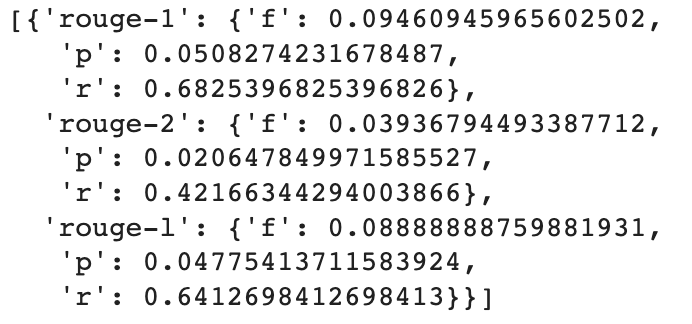 [{'rouge-1': {'f': 0.09460945965602502,
'p': 0.0508274231678487,
'r': 0.6825396825396826},
'rouge-2': {'f': 0.03936794493387712,
'p': 0.020647849971585527,
'r': 0.42166344294003866},
'rouge-l': {'f': 0.08888888759881931,
'p': 0.04775413711583924,
'r': 0.6412698412698413}}]